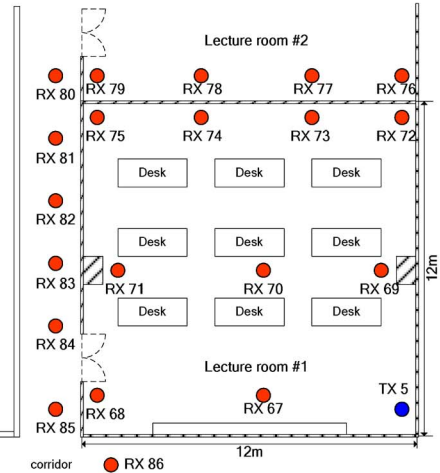 Lecture room #2
RX 80
RX 79
RX 78
RX 77
RX 76
RX 75
RX 74
RX 73
RX 72
RX 81
Desk
Desk
Desk
RX 82
Desk
Desk
Desk
RX 83
RX 71
RX 70
RX 69
12m
Desk
Desk
Desk
RX 84
Lecture room #1
TX 5
RX 68
RX 67
RX 85
12m
corridor
RX 86